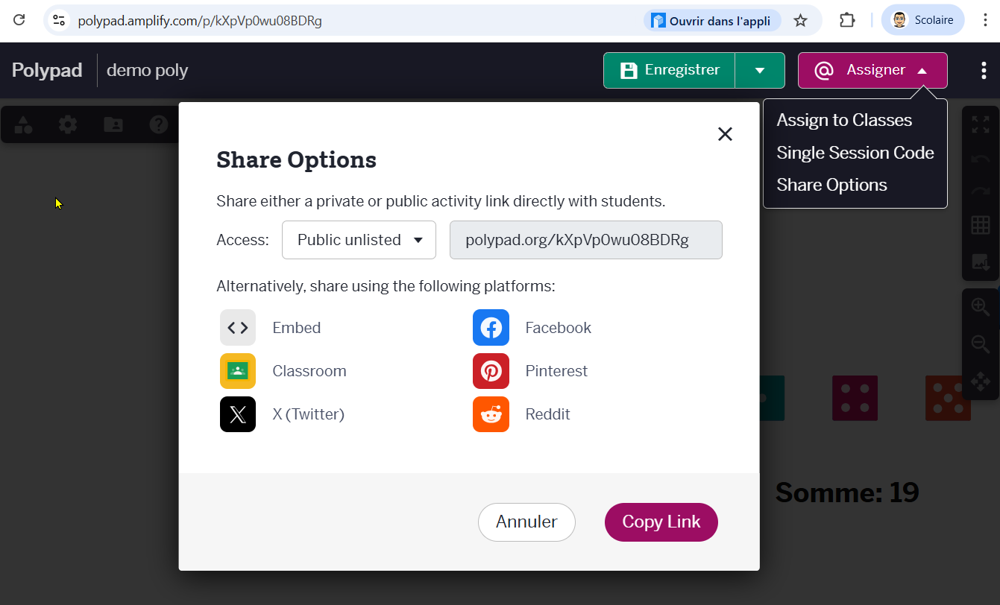 polypad.amplify.com/p/kXpVp0wu08BDRg
Ouvrir dans l'appli
Scolaire
Polypad
demo poly
Enregistrer
Assigner
Assign to Classes
Single Session Code
Share Options
Share Options
Share either a private or public activity link directly with students.
Access:
Public unlisted
polypad.org/kXpVp0wu08BDRg
Alternatively, share using the following platforms:
Embed
Facebook
Classroom
Pinterest
X (Twitter)
Reddit
Somme: 19
Annuler
Copy Link